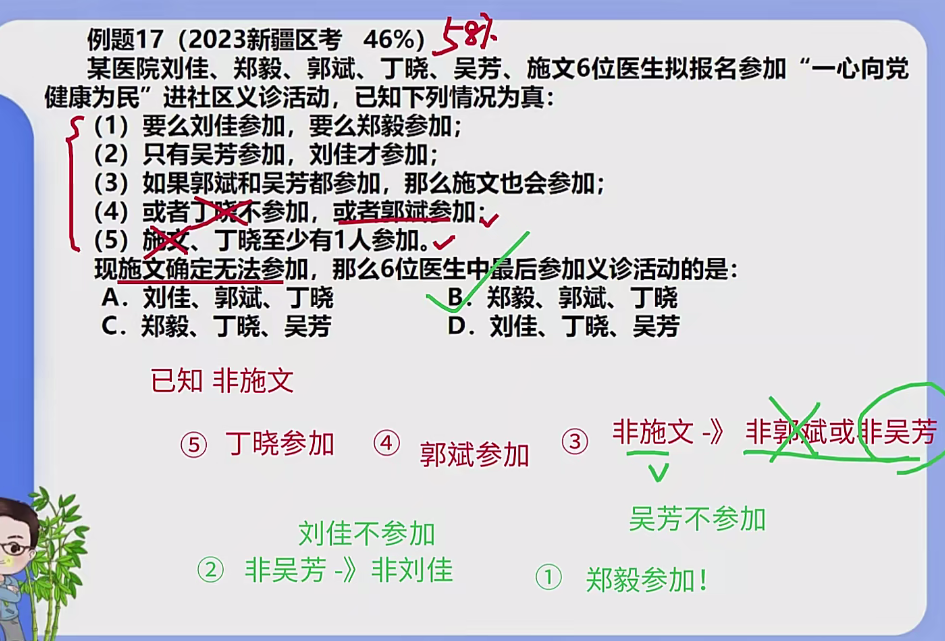 例题17（2023新疆区考 46%） 58%
某医院刘佳、郑毅、郭斌、丁晓、吴芳、施文6位医生拟报名参加“一心向党
健康为民”进社区义诊活动，已知下列情况为真：
（1）要么刘佳参加，要么郑毅参加；
（2）只有吴芳参加，刘佳才参加；
（3）如果郭斌和吴芳都参加，那么施文也会参加；
（4）或者丁晓不参加，或者郭斌参加；
（5）施文、丁晓至少有1人参加。
现施文确定无法参加，那么6位医生中最后参加义诊活动的是：
A．刘佳、郭斌、丁晓 B．郑毅、郭斌、丁晓
C．郑毅、丁晓、吴芳 D．刘佳、丁晓、吴芳
已知 非施文
⑤ 丁晓参加 ④ 郭斌参加 ③ 非施文 -》 非郭斌或非吴芳
刘佳不参加 吴芳不参加
② 非吴芳 -》非刘佳 ① 郑毅参加！